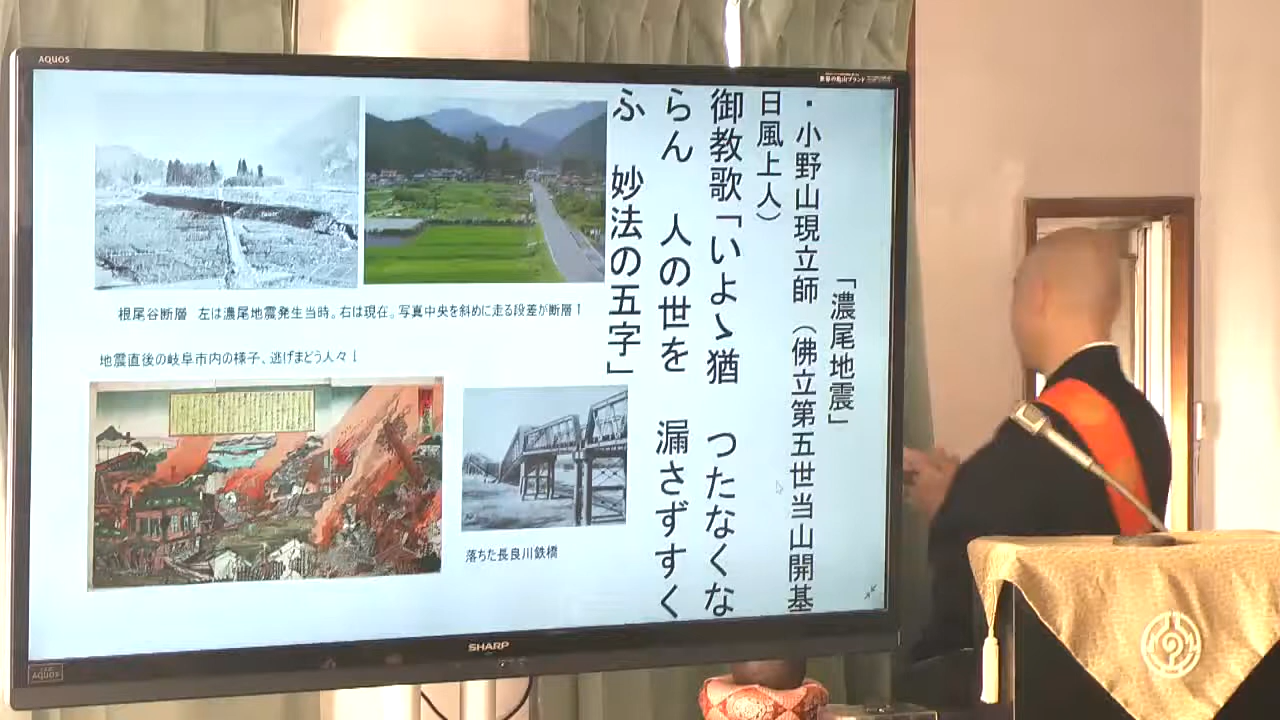 AQUOS
「濃尾地震」
・小野山現立師（佛立第五世当山開基
日風上人）
御教歌「いよゝ猶　つたなくな
らん　人の世を　漏さずすく
ふ　妙法の五字」
根尾谷断層　左は濃尾地震発生当時。右は現在。写真中央を斜めに走る段差が断層↑
地震直後の岐阜市内の様子、逃げまどう人々↓
落ちた長良川鉄橋
SHARP
AQUOS